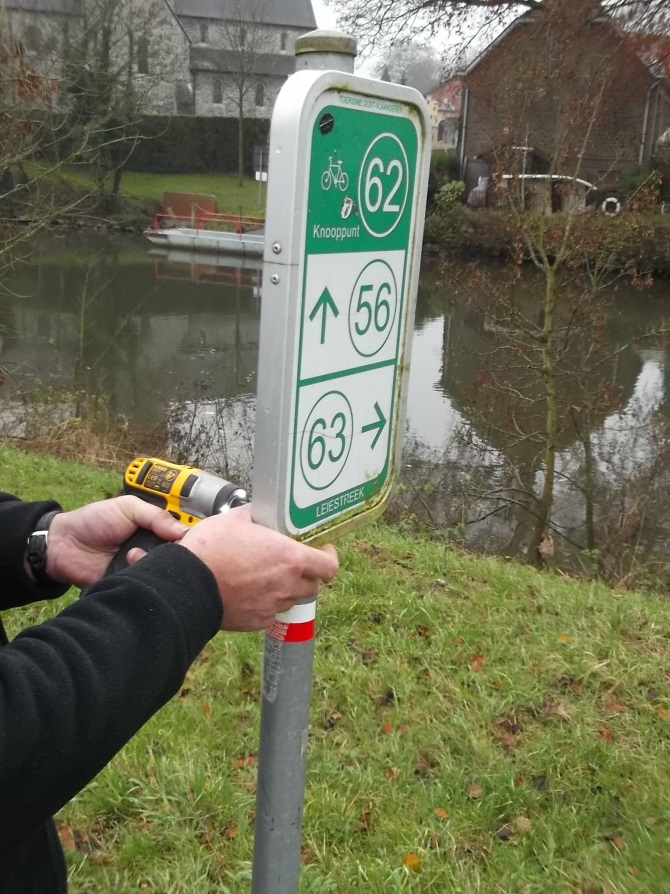 TOERISME OOST-VLAANDEREN
62
Knooppunt
56
63
LEIESTREEK